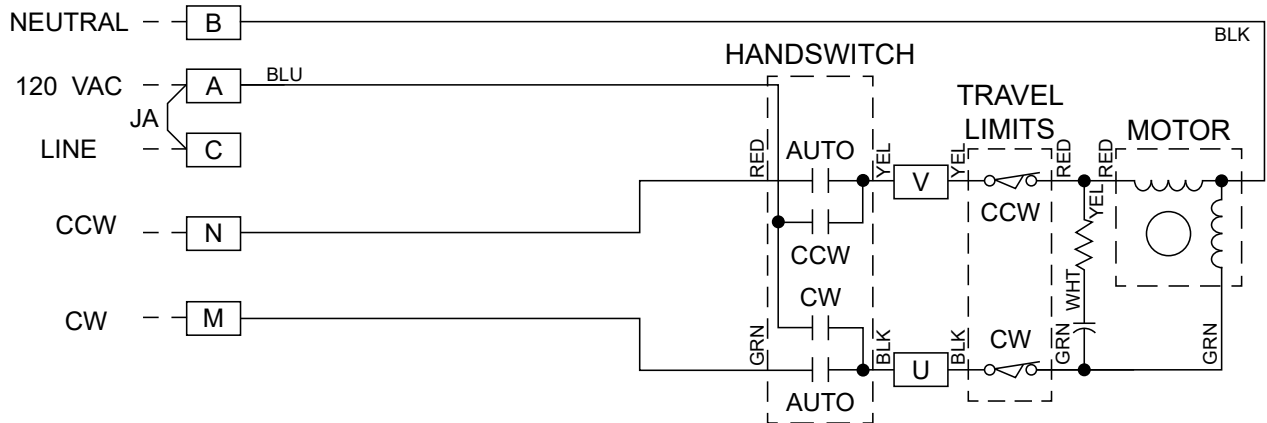 NEUTRAL
B
BLK
HANDSWITCH
120 VAC
A
BLU
JA
LINE
C
TRAVEL
LIMITS
MOTOR
RED
AUTO
YEL
V
YEL
RED
RED
CCW
N
CCW
CCW
YEL
WHT
CW
M
CW
GRN
BLK
U
BLK
CW
GRN
GRN
AUTO